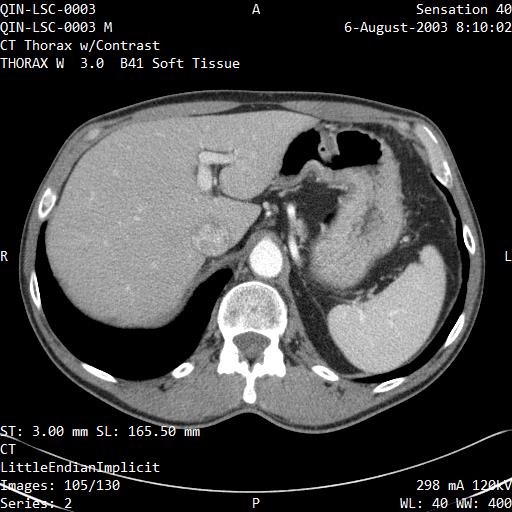 QIN-LSC-0003 A Sensation 40
QIN-LSC-0003 M 6-August-2003 8:10:02
CT Thorax w/Contrast
THORAX W 3.0 B41 Soft Tissue
R L
ST: 3.00 mm SL: 165.50 mm
CT
LittleEndianImplicit
Images: 105/130 298 mA 120kV
Series: 2 P WL: 40 WW: 400